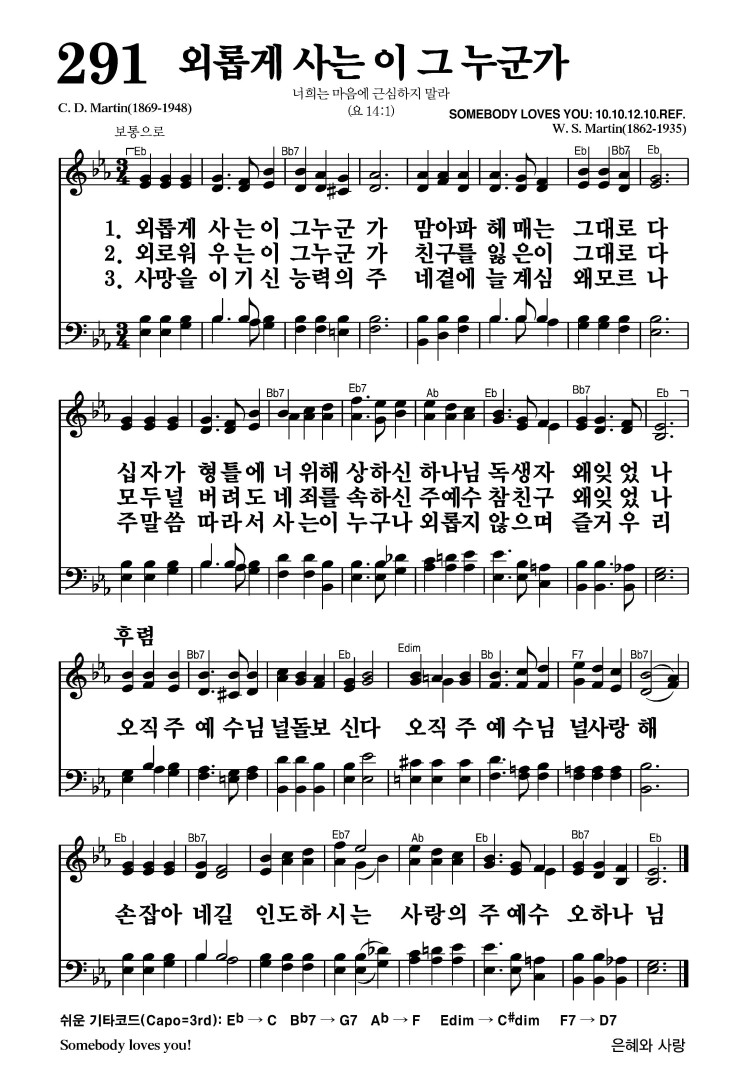 291 외롭게 사는 이 그 누군가
너희는 마음에 근심하지 말라
C. D. Martin(1869-1948) (요 14:1) SOMEBODY LOVES YOU: 10.10.12.10.REF.
보통으로 W. S. Martin(1862-1935)
Eb Bb7 Eb Bb7 Eb
1. 외롭게 사는이 그누군 가 맘아파 헤매는 그대로 다
2. 외로워 우는이 그누군 가 친구를 잃은이 그대로 다
3. 사망을 이기신 능력의 주 네곁에 늘계심 왜모르 나
Bb7 Eb7 Ab Eb Bb7 Eb
십자가 형틀에 너위해 상하신 하나님 독생자 왜잊었 나
모두널 버려도 네죄를 속하신 주예수 참친구 왜잊었 나
주말씀 따라서 사는이 누구나 외롭지 않으며 즐거우 리
후렴
Bb7 Eb Edim Bb F7 Bb7
오직주 예수님 널돌보 신다 오직주 예수님 널사랑 해
Eb Bb7 Eb7 Ab Eb Bb7 Eb
손잡아 네길 인도하 시는 사랑의 주예수 오하나 님
쉬운 기타코드(Capo=3rd): Eb → C Bb7 → G7 Ab → F Edim → C#dim F7 → D7
Somebody loves you! 은혜와 사랑